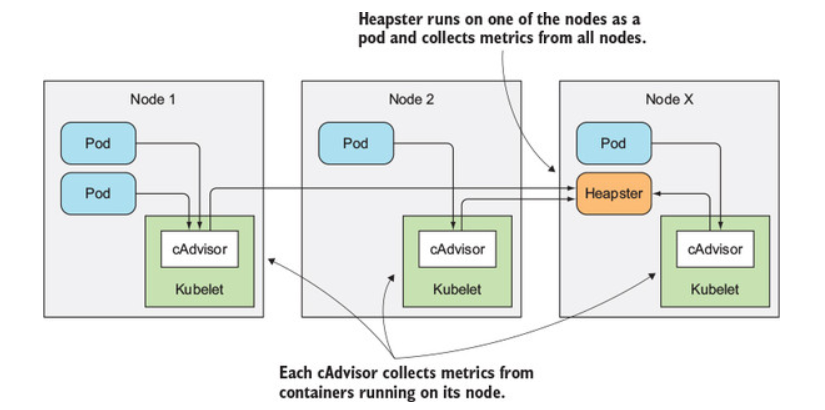 Heapster runs on one of the nodes as a
pod and collects metrics from all nodes.
Node 1
Pod
Pod
cAdvisor
Kubelet
Node 2
Pod
cAdvisor
Kubelet
Node X
Pod
Heapster
cAdvisor
Kubelet
Each cAdvisor collects metrics from
containers running on its node.